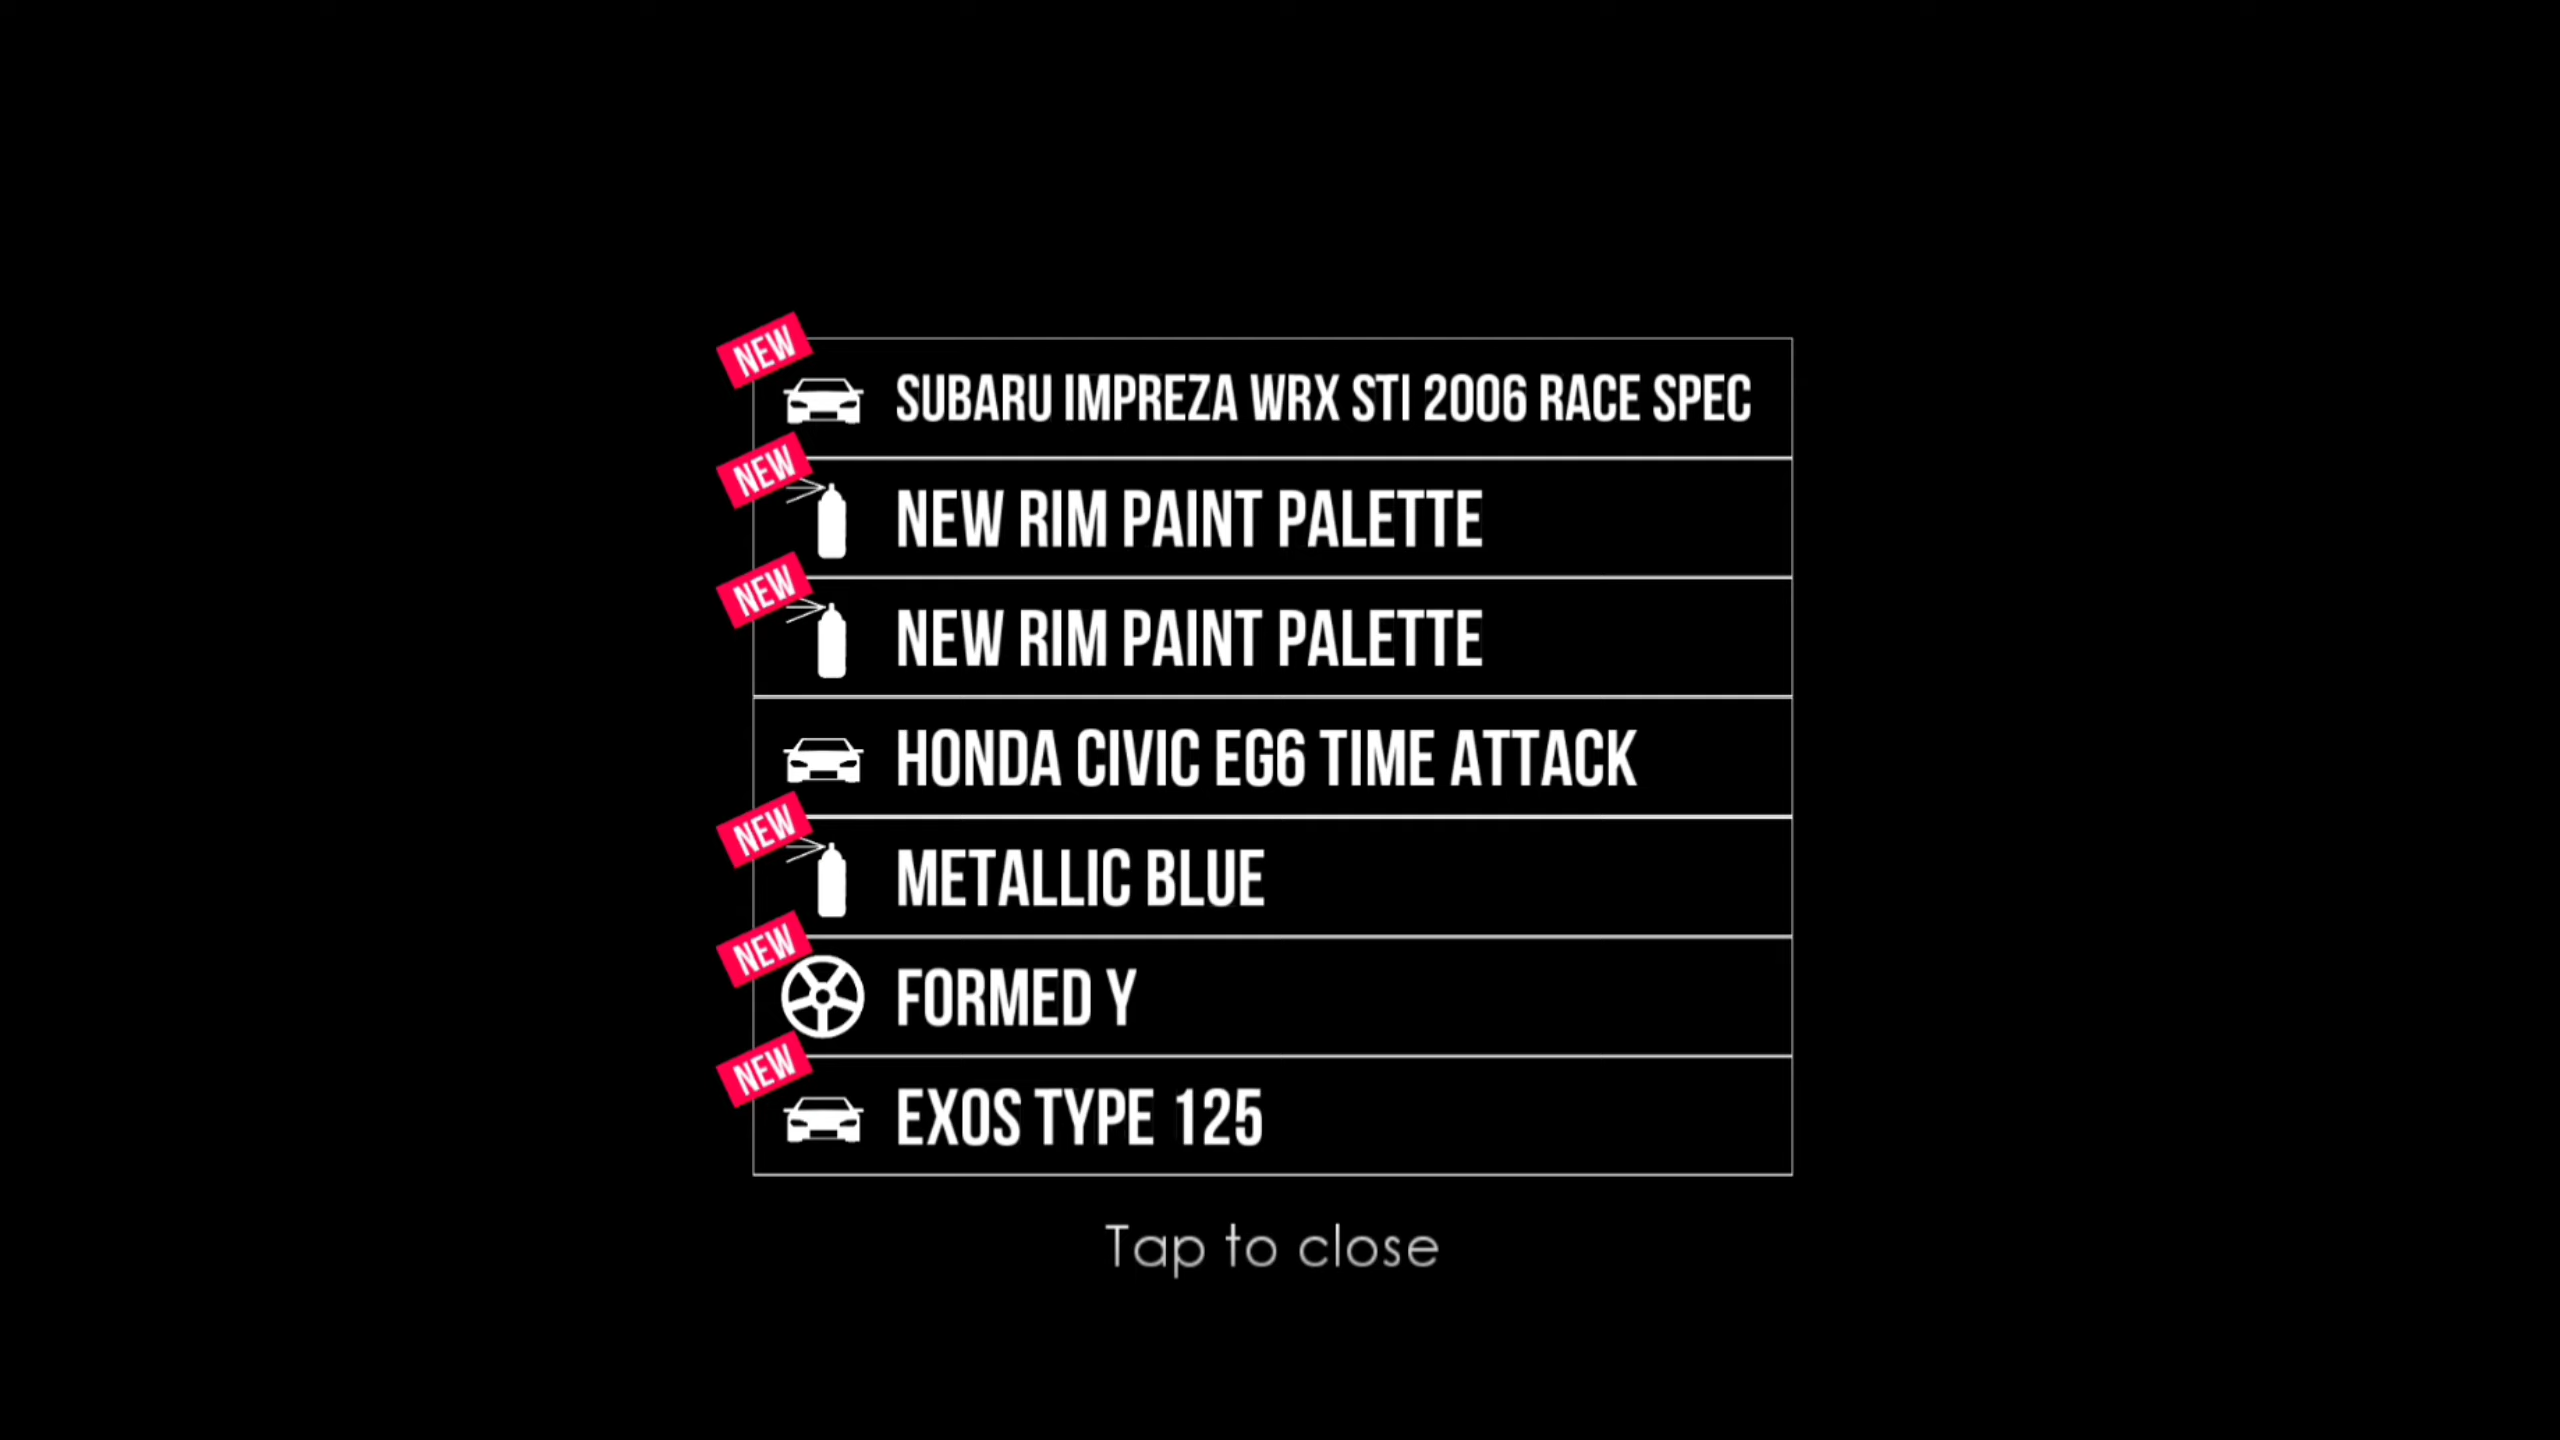 NEW
SUBARU IMPREZA WRX STI 2006 RACE SPEC
NEW
NEW RIM PAINT PALETTE
NEW
NEW RIM PAINT PALETTE
HONDA CIVIC EG6 TIME ATTACK
NEW
METALLIC BLUE
NEW
FORMED Y
NEW
EXOS TYPE 125
Tap to close